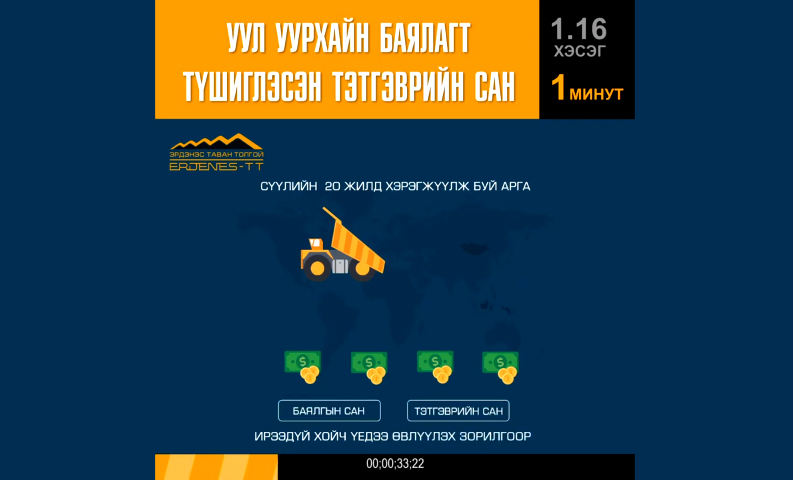 УУЛ УУРХАЙН БАЯЛАГТ
ТҮШИГЛЭСЭН ТЭТГЭВРИЙН САН
1.16
ХЭСЭГ
1 МИНУТ
ЭРДЭНЭС ТАВАН ТОЛГОЙ
ERDENES-TT
СҮҮЛИЙН 20 ЖИЛД ХЭРЭГЖҮҮЛЖ БУЙ АРГА
БАЯЛГЫН САН
ТЭТГЭВРИЙН САН
ИРЭЭДҮЙ ХОЙЧ ҮЕДЭЭ ӨВЛҮҮЛЭХ ЗОРИЛГООР
00;00;33;22